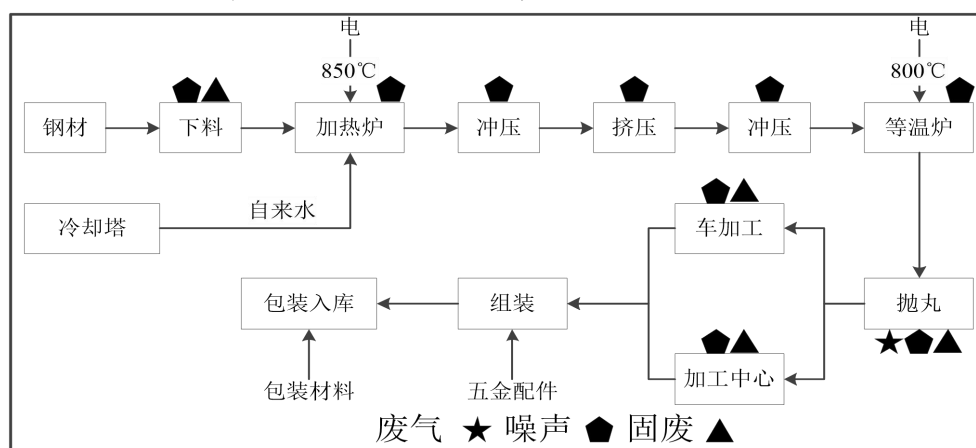 电
电
850℃
800℃
钢材
下料
加热炉
冲压
挤压
冲压
等温炉
冷却塔
自来水
车加工
包装入库
组装
抛丸
包装材料
五金配件
加工中心
废气
噪声
固废